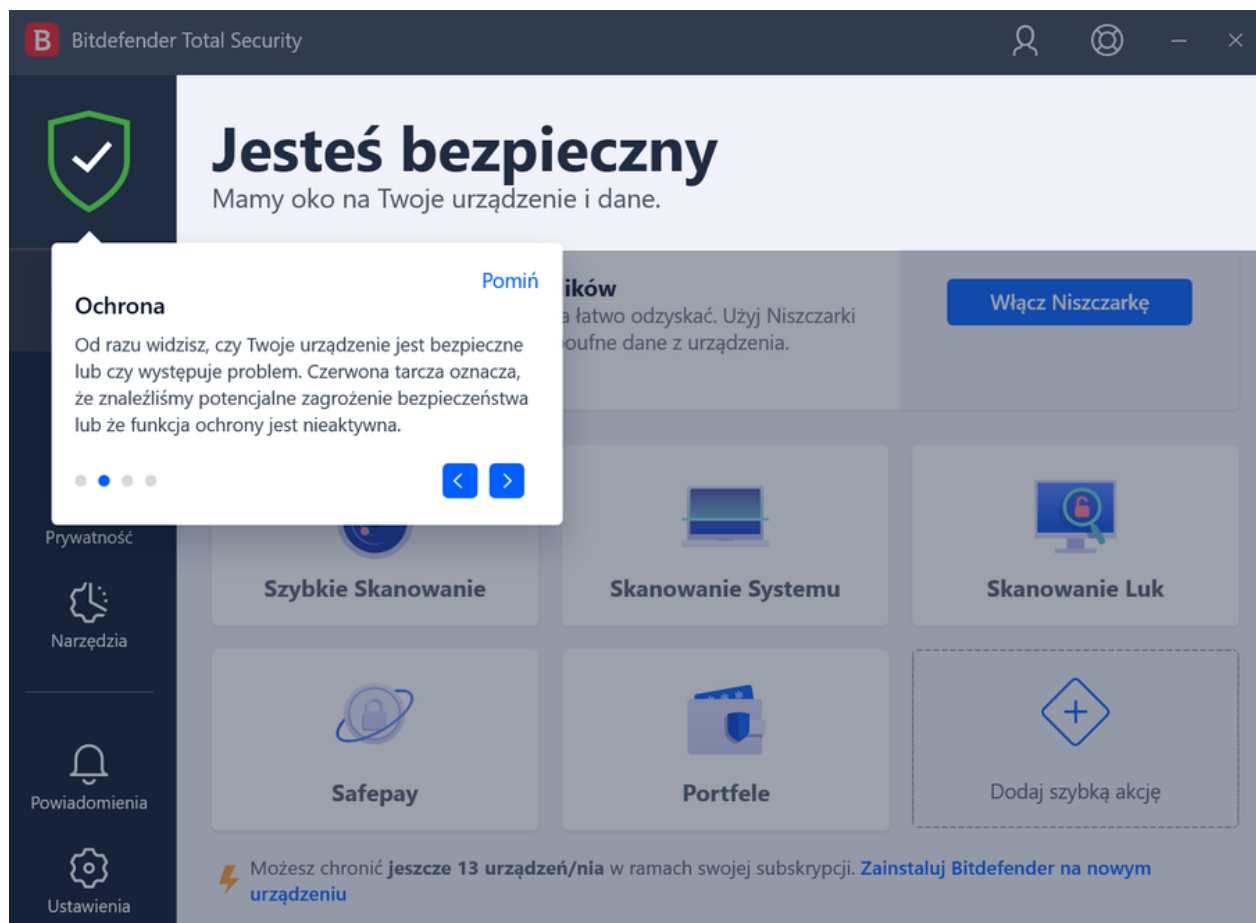 B Bitdefender Total Security
Jesteś bezpieczny
Mamy oko na Twoje urządzenie i dane.
Pomiń
Ochrona
Od razu widzisz, czy Twoje urządzenie jest bezpieczne
lub czy występuje problem. Czerwona tarcza oznacza,
że znaleźliśmy potencjalne zagrożenie bezpieczeństwa
lub że funkcja ochrony jest nieaktywna.
ików
łatwo odzyskać. Użyj Niszczarki
oufne dane z urządzenia.
Włącz Niszczarkę
Prywatność
Narzędzia
Powiadomienia
Ustawienia
Szybkie Skanowanie
Skanowanie Systemu
Skanowanie Luk
Safepay
Portfele
Dodaj szybką akcję
Możesz chronić jeszcze 13 urządzeń/nia w ramach swojej subskrypcji. Zainstaluj Bitdefender na nowym
urządzeniu